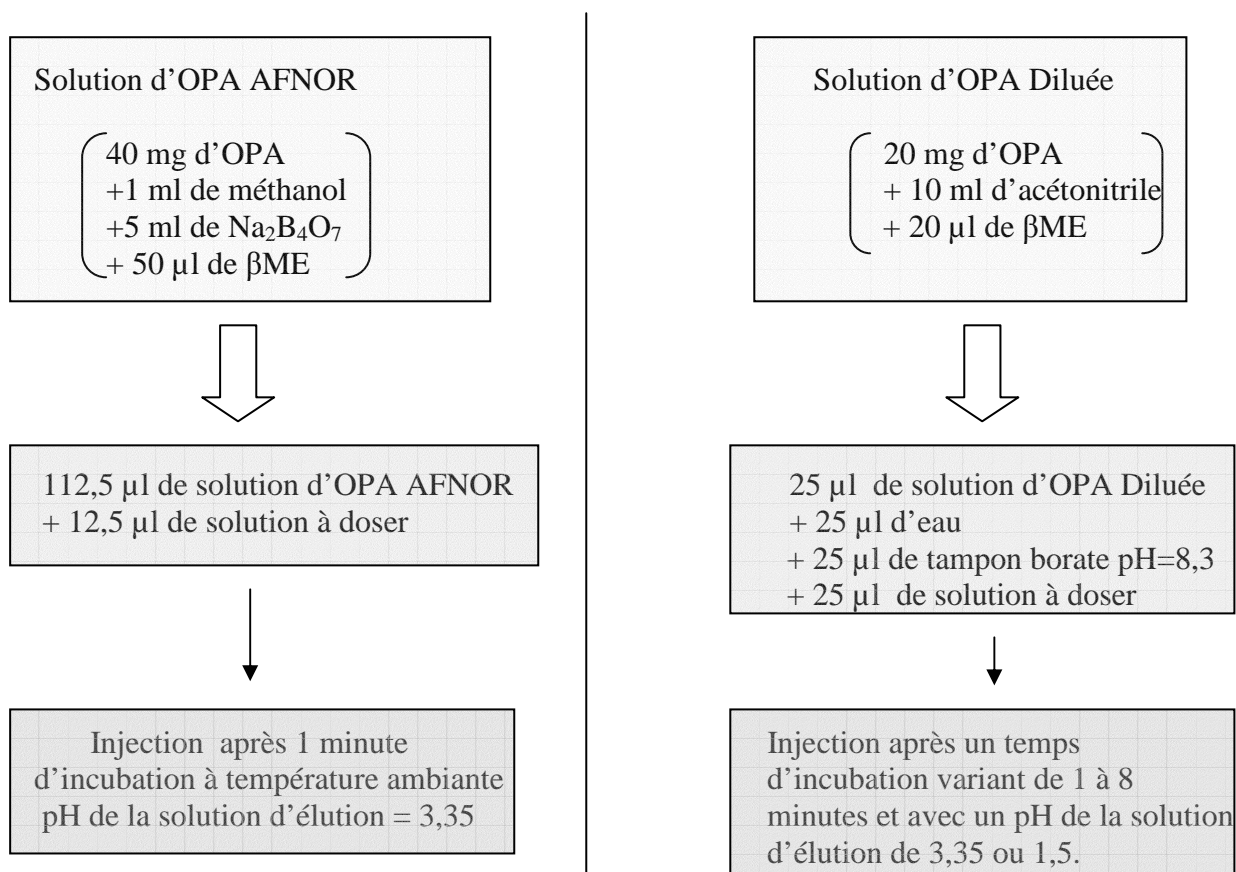 Solution d’OPA AFNOR
40 mg d’OPA
+1 ml de méthanol
+5 ml de Na₂B₄O₇
+ 50 µl de βME
112,5 µl de solution d’OPA AFNOR
+ 12,5 µl de solution à doser
Injection après 1 minute
d’incubation à température ambiante
pH de la solution d’élution = 3,35
Solution d’OPA Diluée
20 mg d’OPA
+ 10 ml d’acétonitrile
+ 20 µl de βME
25 µl de solution d’OPA Diluée
+ 25 µl d’eau
+ 25 µl de tampon borate pH=8,3
+ 25 µl de solution à doser
Injection après un temps
d’incubation variant de 1 à 8
minutes et avec un pH de la solution
d’élution de 3,35 ou 1,5.